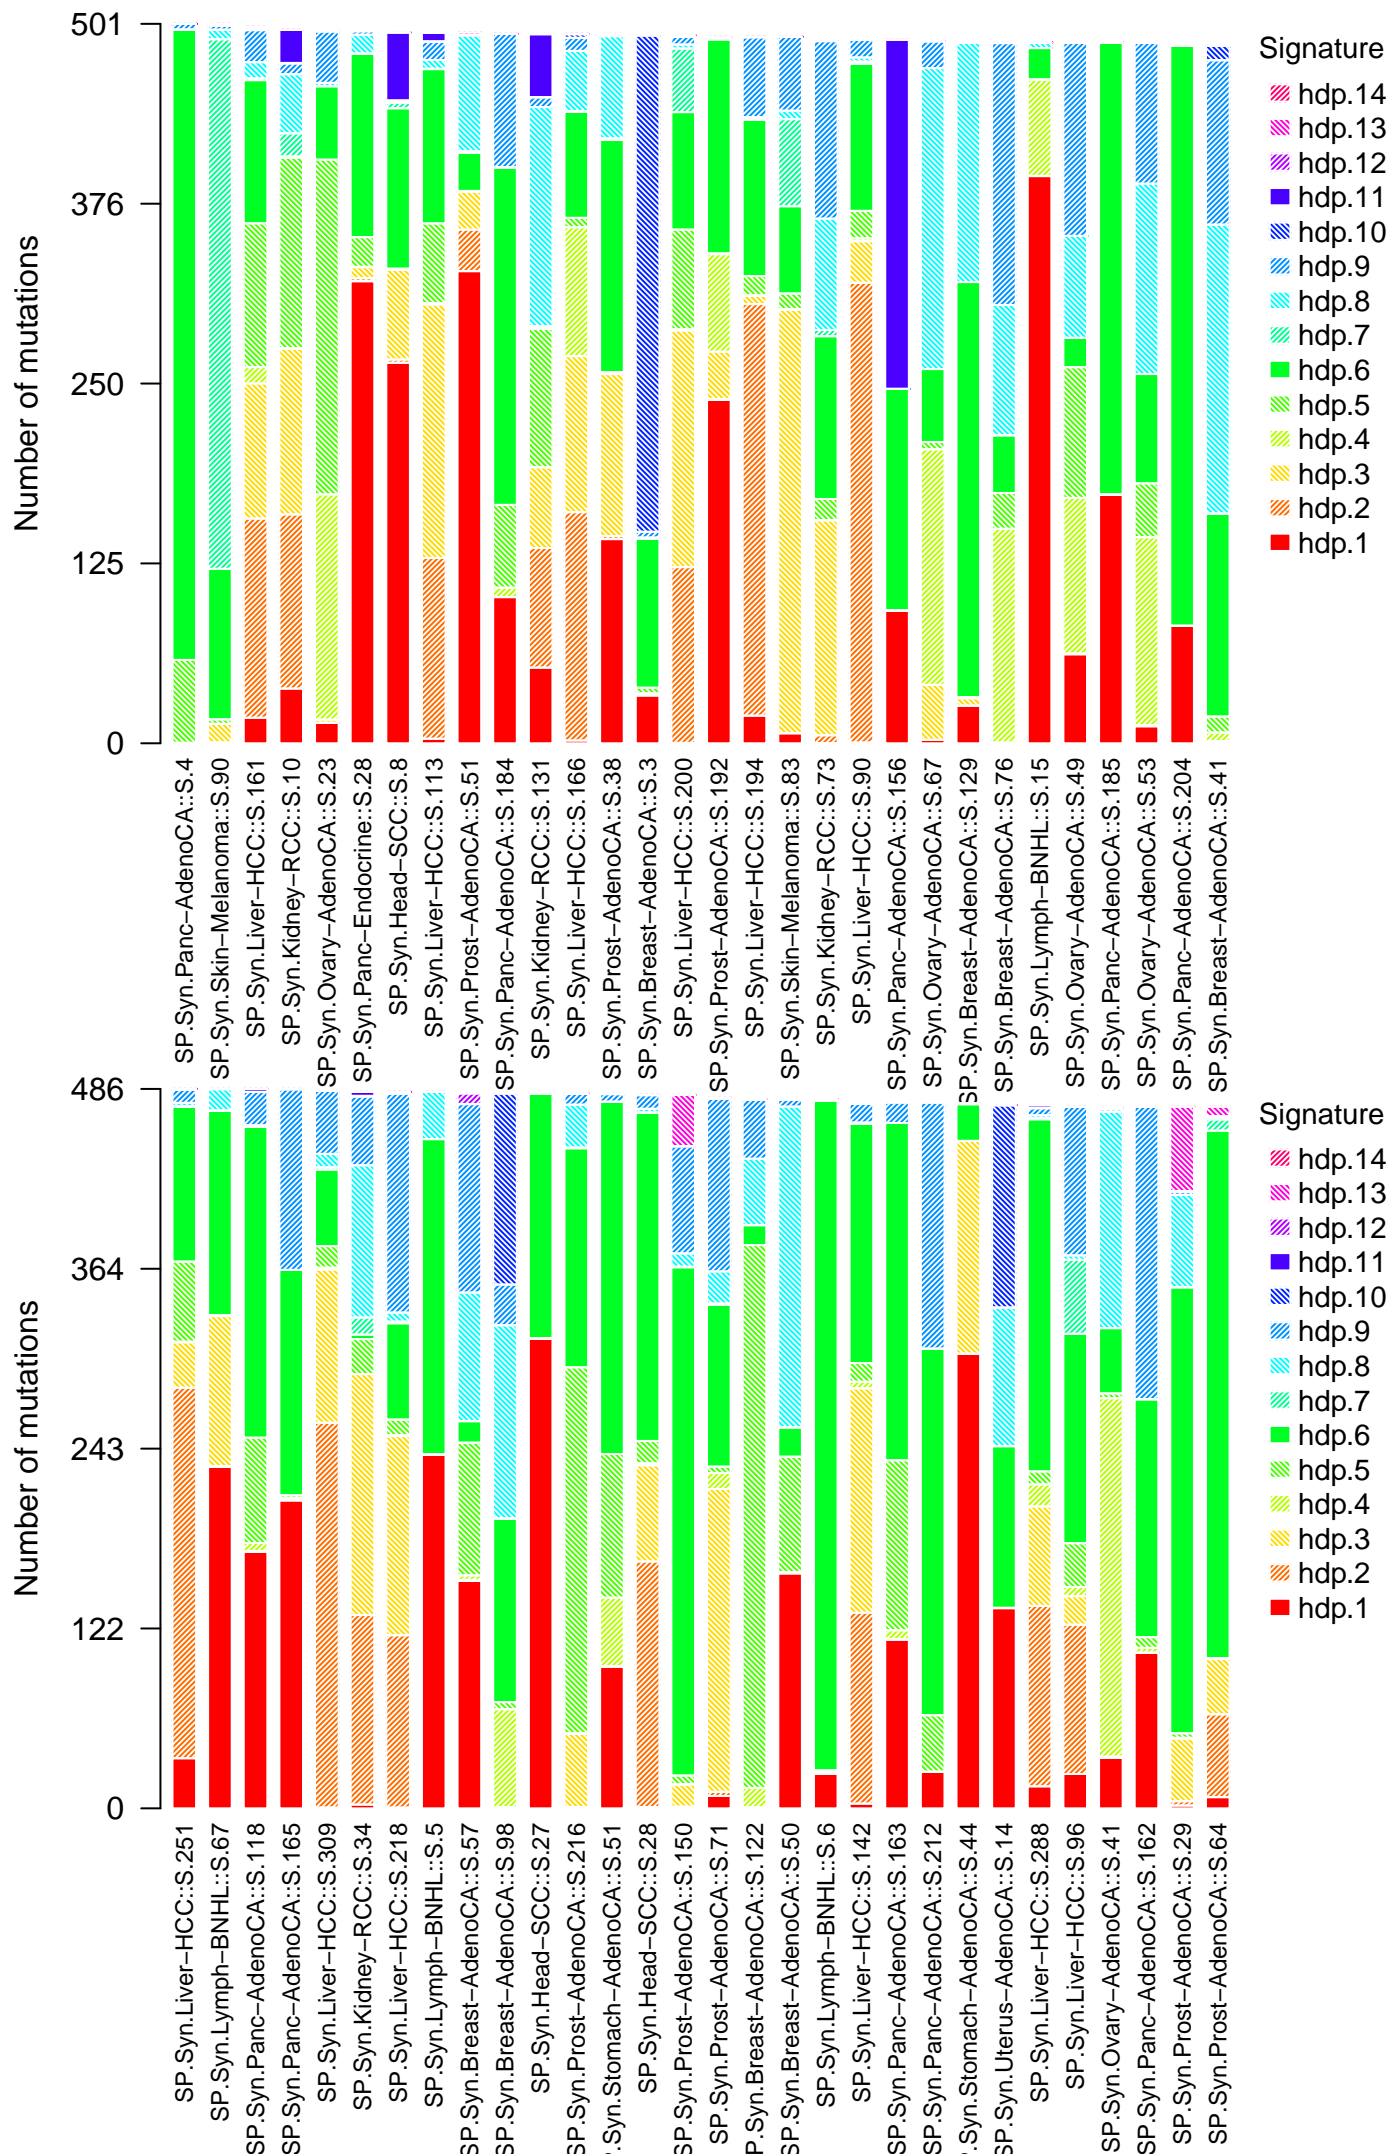 Number of mutations
501
376
250
125
0
Signature
hdp.14
hdp.13
hdp.12
hdp.11
hdp.10
hdp.9
hdp.8
hdp.7
hdp.6
hdp.5
hdp.4
hdp.3
hdp.2
hdp.1
SP.Syn.Panc−AdenoCA::S.4
SP.Syn.Skin−Melanoma::S.90
SP.Syn.Liver−HCC::S.161
SP.Syn.Kidney−RCC::S.10
SP.Syn.Ovary−AdenoCA::S.23
SP.Syn.Panc−Endocrine::S.28
SP.Syn.Head−SCC::S.8
SP.Syn.Liver−HCC::S.113
SP.Syn.Prost−AdenoCA::S.51
SP.Syn.Panc−AdenoCA::S.184
SP.Syn.Kidney−RCC::S.131
SP.Syn.Liver−HCC::S.166
SP.Syn.Prost−AdenoCA::S.38
SP.Syn.Breast−AdenoCA::S.3
SP.Syn.Liver−HCC::S.200
SP.Syn.Prost−AdenoCA::S.192
SP.Syn.Liver−HCC::S.194
SP.Syn.Skin−Melanoma::S.83
SP.Syn.Kidney−RCC::S.73
SP.Syn.Liver−HCC::S.90
SP.Syn.Panc−AdenoCA::S.156
SP.Syn.Ovary−AdenoCA::S.67
SP.Syn.Breast−AdenoCA::S.129
SP.Syn.Breast−AdenoCA::S.76
SP.Syn.Lymph−BNHL::S.15
SP.Syn.Ovary−AdenoCA::S.49
SP.Syn.Panc−AdenoCA::S.185
SP.Syn.Ovary−AdenoCA::S.53
SP.Syn.Panc−AdenoCA::S.204
SP.Syn.Breast−AdenoCA::S.41
Number of mutations
486
364
243
122
0
Signature
hdp.14
hdp.13
hdp.12
hdp.11
hdp.10
hdp.9
hdp.8
hdp.7
hdp.6
hdp.5
hdp.4
hdp.3
hdp.2
hdp.1
SP.Syn.Liver−HCC::S.251
SP.Syn.Lymph−BNHL::S.67
SP.Syn.Panc−AdenoCA::S.118
SP.Syn.Panc−AdenoCA::S.165
SP.Syn.Liver−HCC::S.309
SP.Syn.Kidney−RCC::S.34
SP.Syn.Liver−HCC::S.218
SP.Syn.Lymph−BNHL::S.5
SP.Syn.Breast−AdenoCA::S.57
SP.Syn.Breast−AdenoCA::S.98
SP.Syn.Head−SCC::S.27
SP.Syn.Prost−AdenoCA::S.216
SP.Syn.Stomach−AdenoCA::S.51
SP.Syn.Head−SCC::S.28
SP.Syn.Prost−AdenoCA::S.150
SP.Syn.Prost−AdenoCA::S.71
P.Syn.Breast−AdenoCA::S.122
SP.Syn.Breast−AdenoCA::S.50
SP.Syn.Lymph−BNHL::S.6
SP.Syn.Liver−HCC::S.142
SP.Syn.Panc−AdenoCA::S.163
SP.Syn.Panc−AdenoCA::S.212
P.Syn.Stomach−AdenoCA::S.44
SP.Syn.Uterus−AdenoCA::S.14
SP.Syn.Liver−HCC::S.288
SP.Syn.Liver−HCC::S.96
SP.Syn.Ovary−AdenoCA::S.41
SP.Syn.Panc−AdenoCA::S.162
SP.Syn.Prost−AdenoCA::S.29
SP.Syn.Prost−AdenoCA::S.64